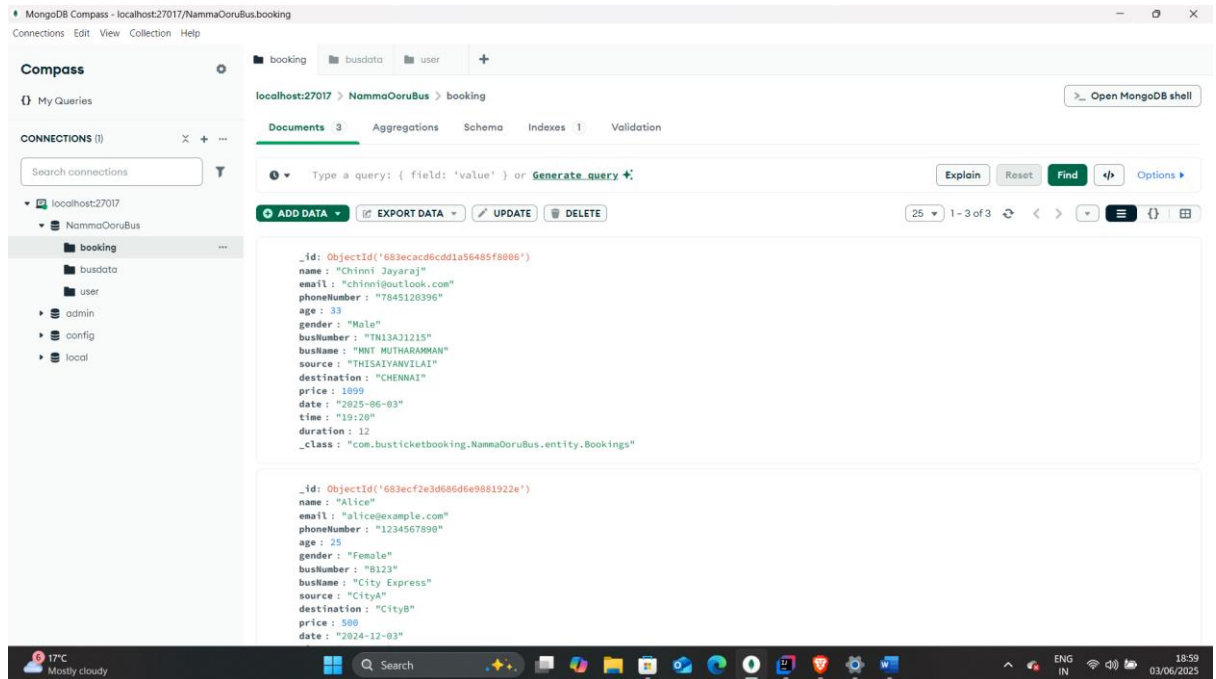 MongoDB Compass - localhost:27017/NammaOoruBus.booking
Connections Edit View Collection Help
Compass
{} My Queries
CONNECTIONS (1)
Search connections
localhost:27017
NammaOoruBus
booking
busdata
user
admin
config
local
booking busdata user +
localhost:27017 > NammaOoruBus > booking
>_ Open MongoDB shell
Documents 3 Aggregations Schema Indexes 1 Validation
Type a query: { field: 'value' } or Generate query
Explain Reset Find </> Options
ADD DATA EXPORT DATA UPDATE DELETE
25 1 – 3 of 3 {}
_id: ObjectId('683ecacd6cdd1a56485f8006')
name : "Chinni Jayaraj"
email : "chinni@outlook.com"
phoneNumber : "7845120396"
age : 33
gender : "Male"
busNumber : "TN13AJ1215"
busName : "MNT MUTHARAMMAN"
source : "THISAIYANVILAI"
destination : "CHENNAI"
price : 1099
date : "2025-06-03"
time : "19:20"
duration : 12
_class : "com.busticketbooking.NammaOoruBus.entity.Bookings"
_id: ObjectId('683ecf2e3d686d6e9881922e')
name : "Alice"
email : "alice@example.com"
phoneNumber : "1234567890"
age : 25
gender : "Female"
busNumber : "B123"
busName : "City Express"
source : "CityA"
destination : "CityB"
price : 500
date : "2024-12-03"
6
17°C
Mostly cloudy
Search
ENG
IN
18:59
03/06/2025